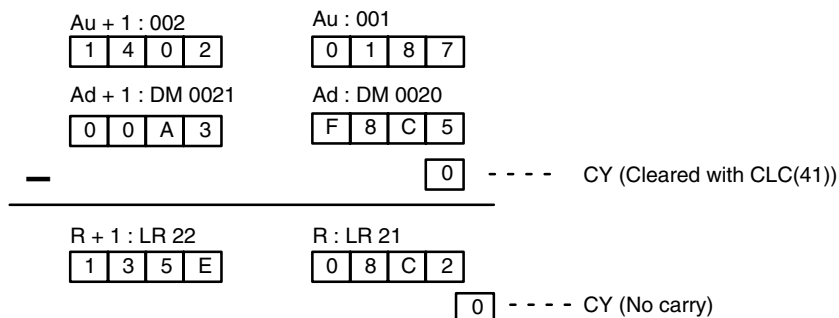 Au + 1 : 002 Au : 001
1 4 0 2 0 1 8 7
Ad + 1 : DM 0021 Ad : DM 0020
0 0 A 3 F 8 C 5
– 0 - - - - CY (Cleared with CLC(41))
R + 1 : LR 22 R : LR 21
1 3 5 E 0 8 C 2
0 - - - - CY (No carry)